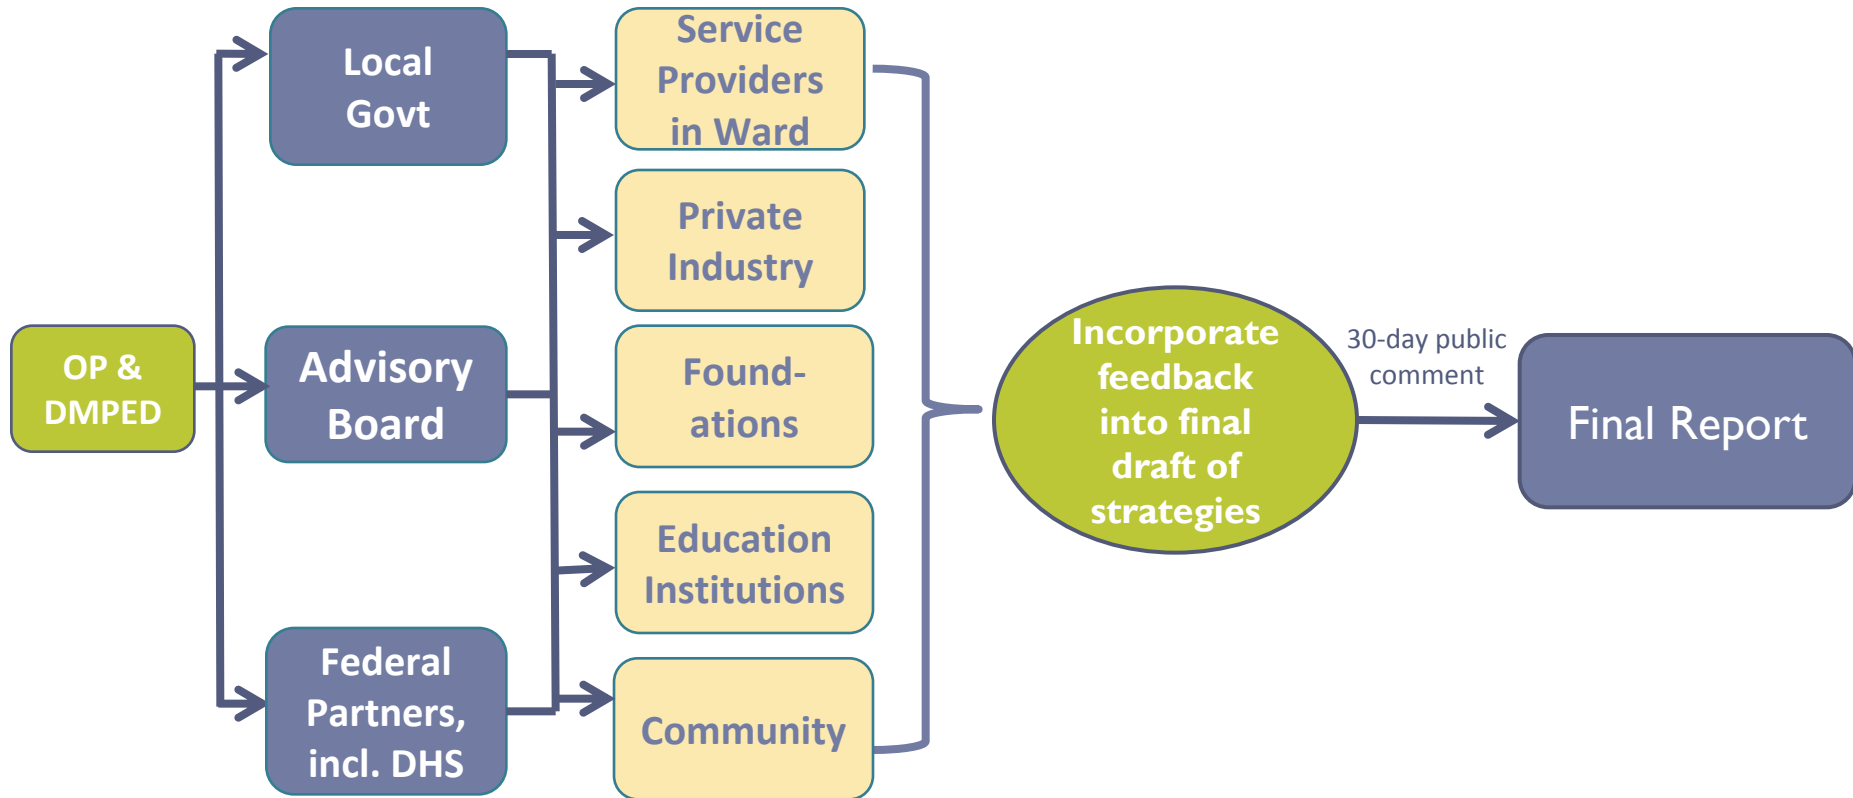 OP &
DMPED
Local
Govt
Advisory
Board
Federal
Partners,
incl. DHS
Service
Providers
in Ward
Private
Industry
Found-
ations
Education
Institutions
Community
Incorporate
feedback
into final
draft of
strategies
30-day public
comment
Final Report